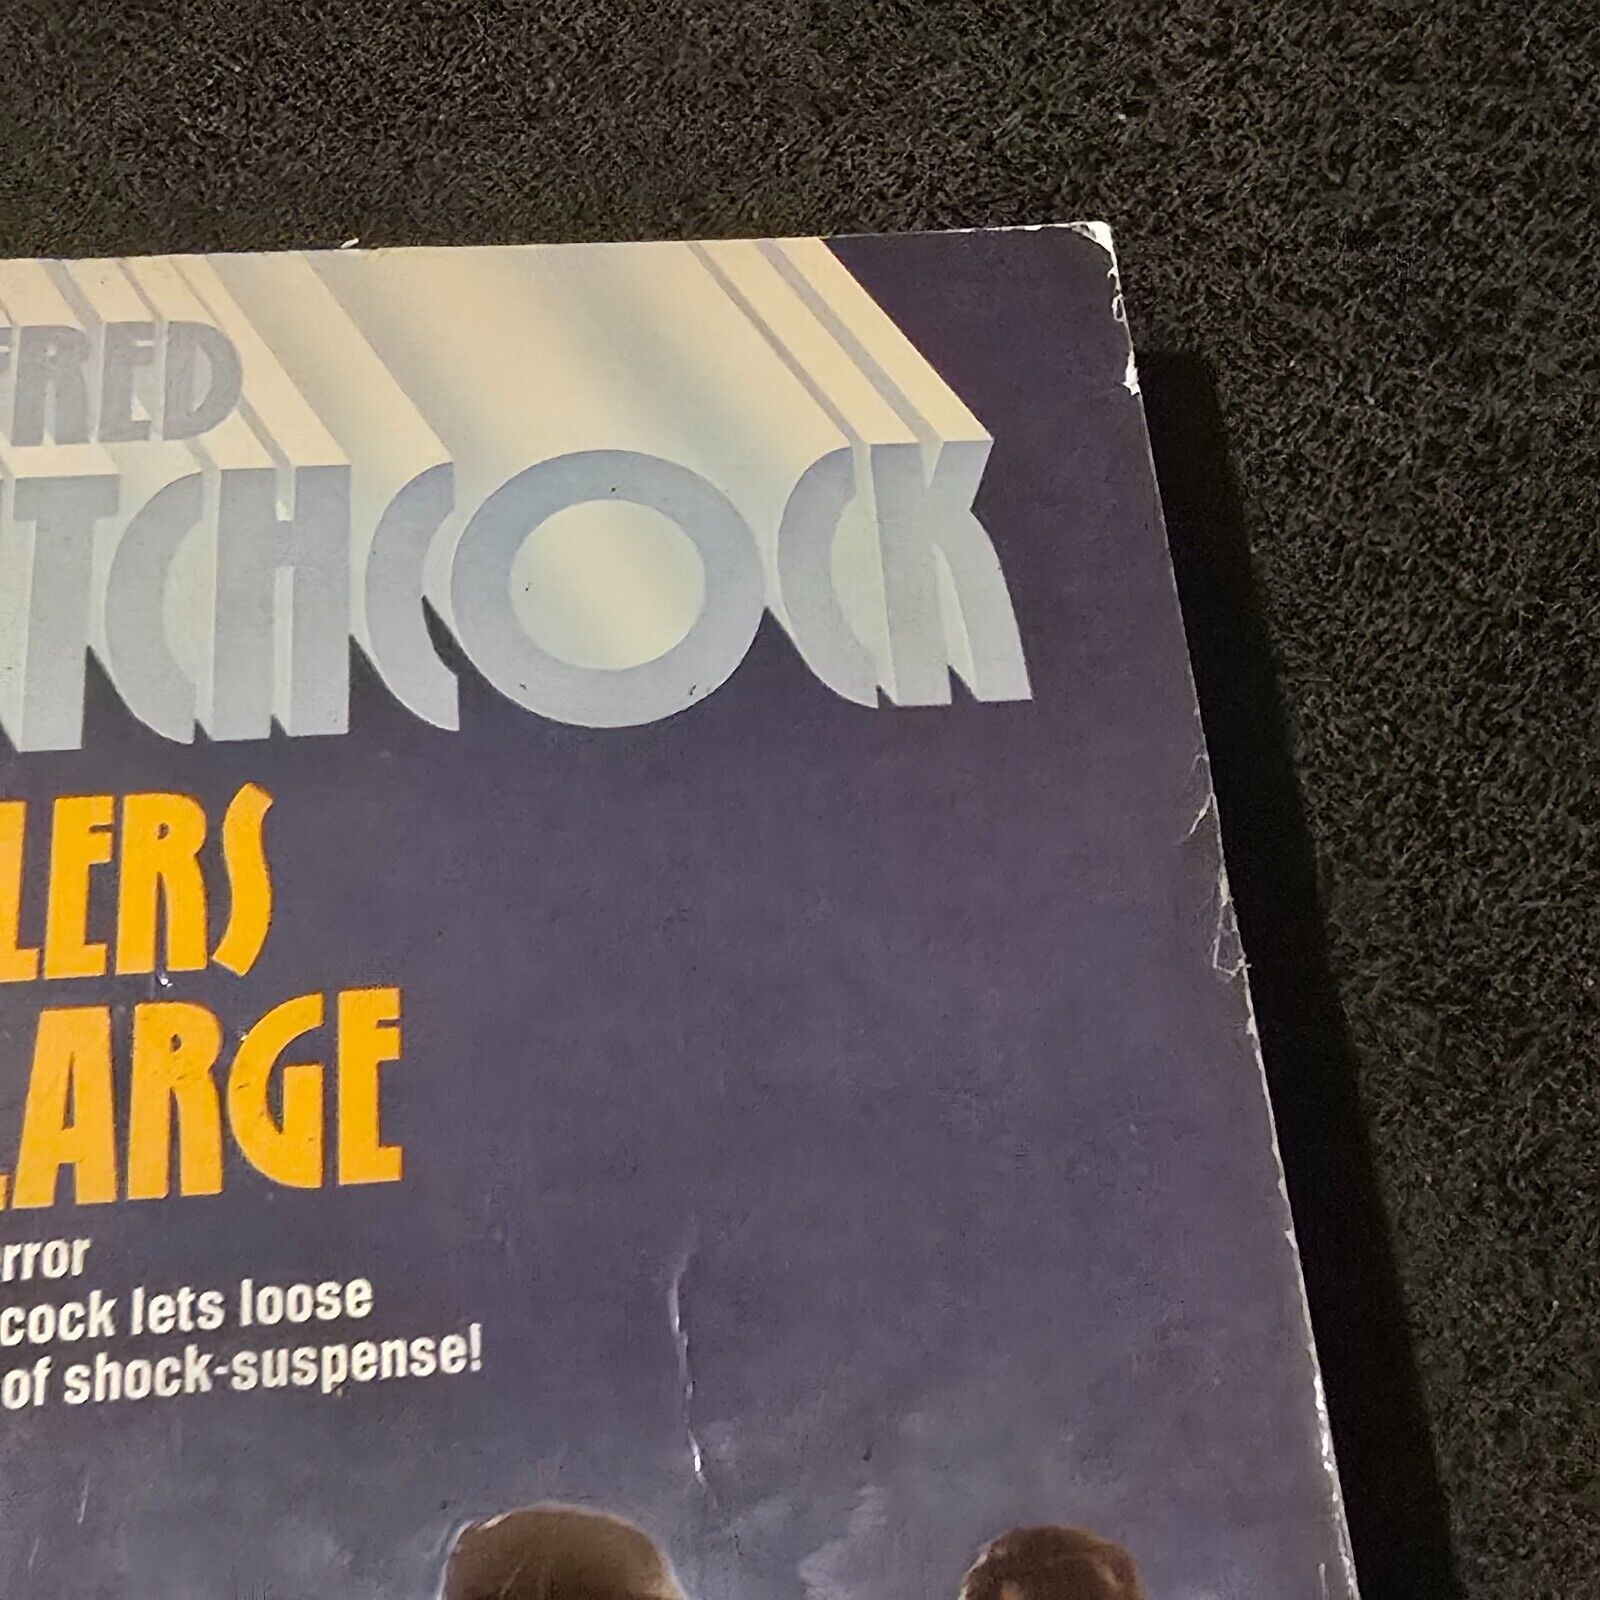 FRED
TCHCOCK
LERS
LARGE
rror
cock lets loose
of shock-suspense!